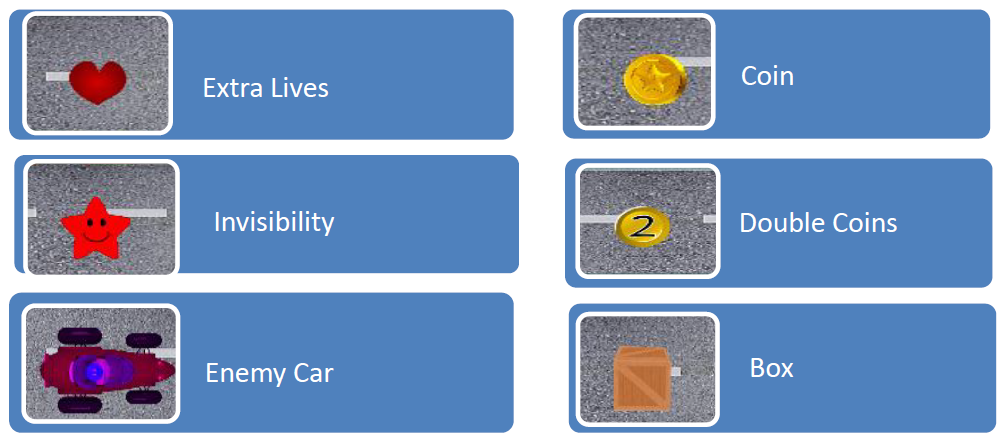 Extra Lives
Coin
Invisibility
2
Double Coins
Enemy Car
Box